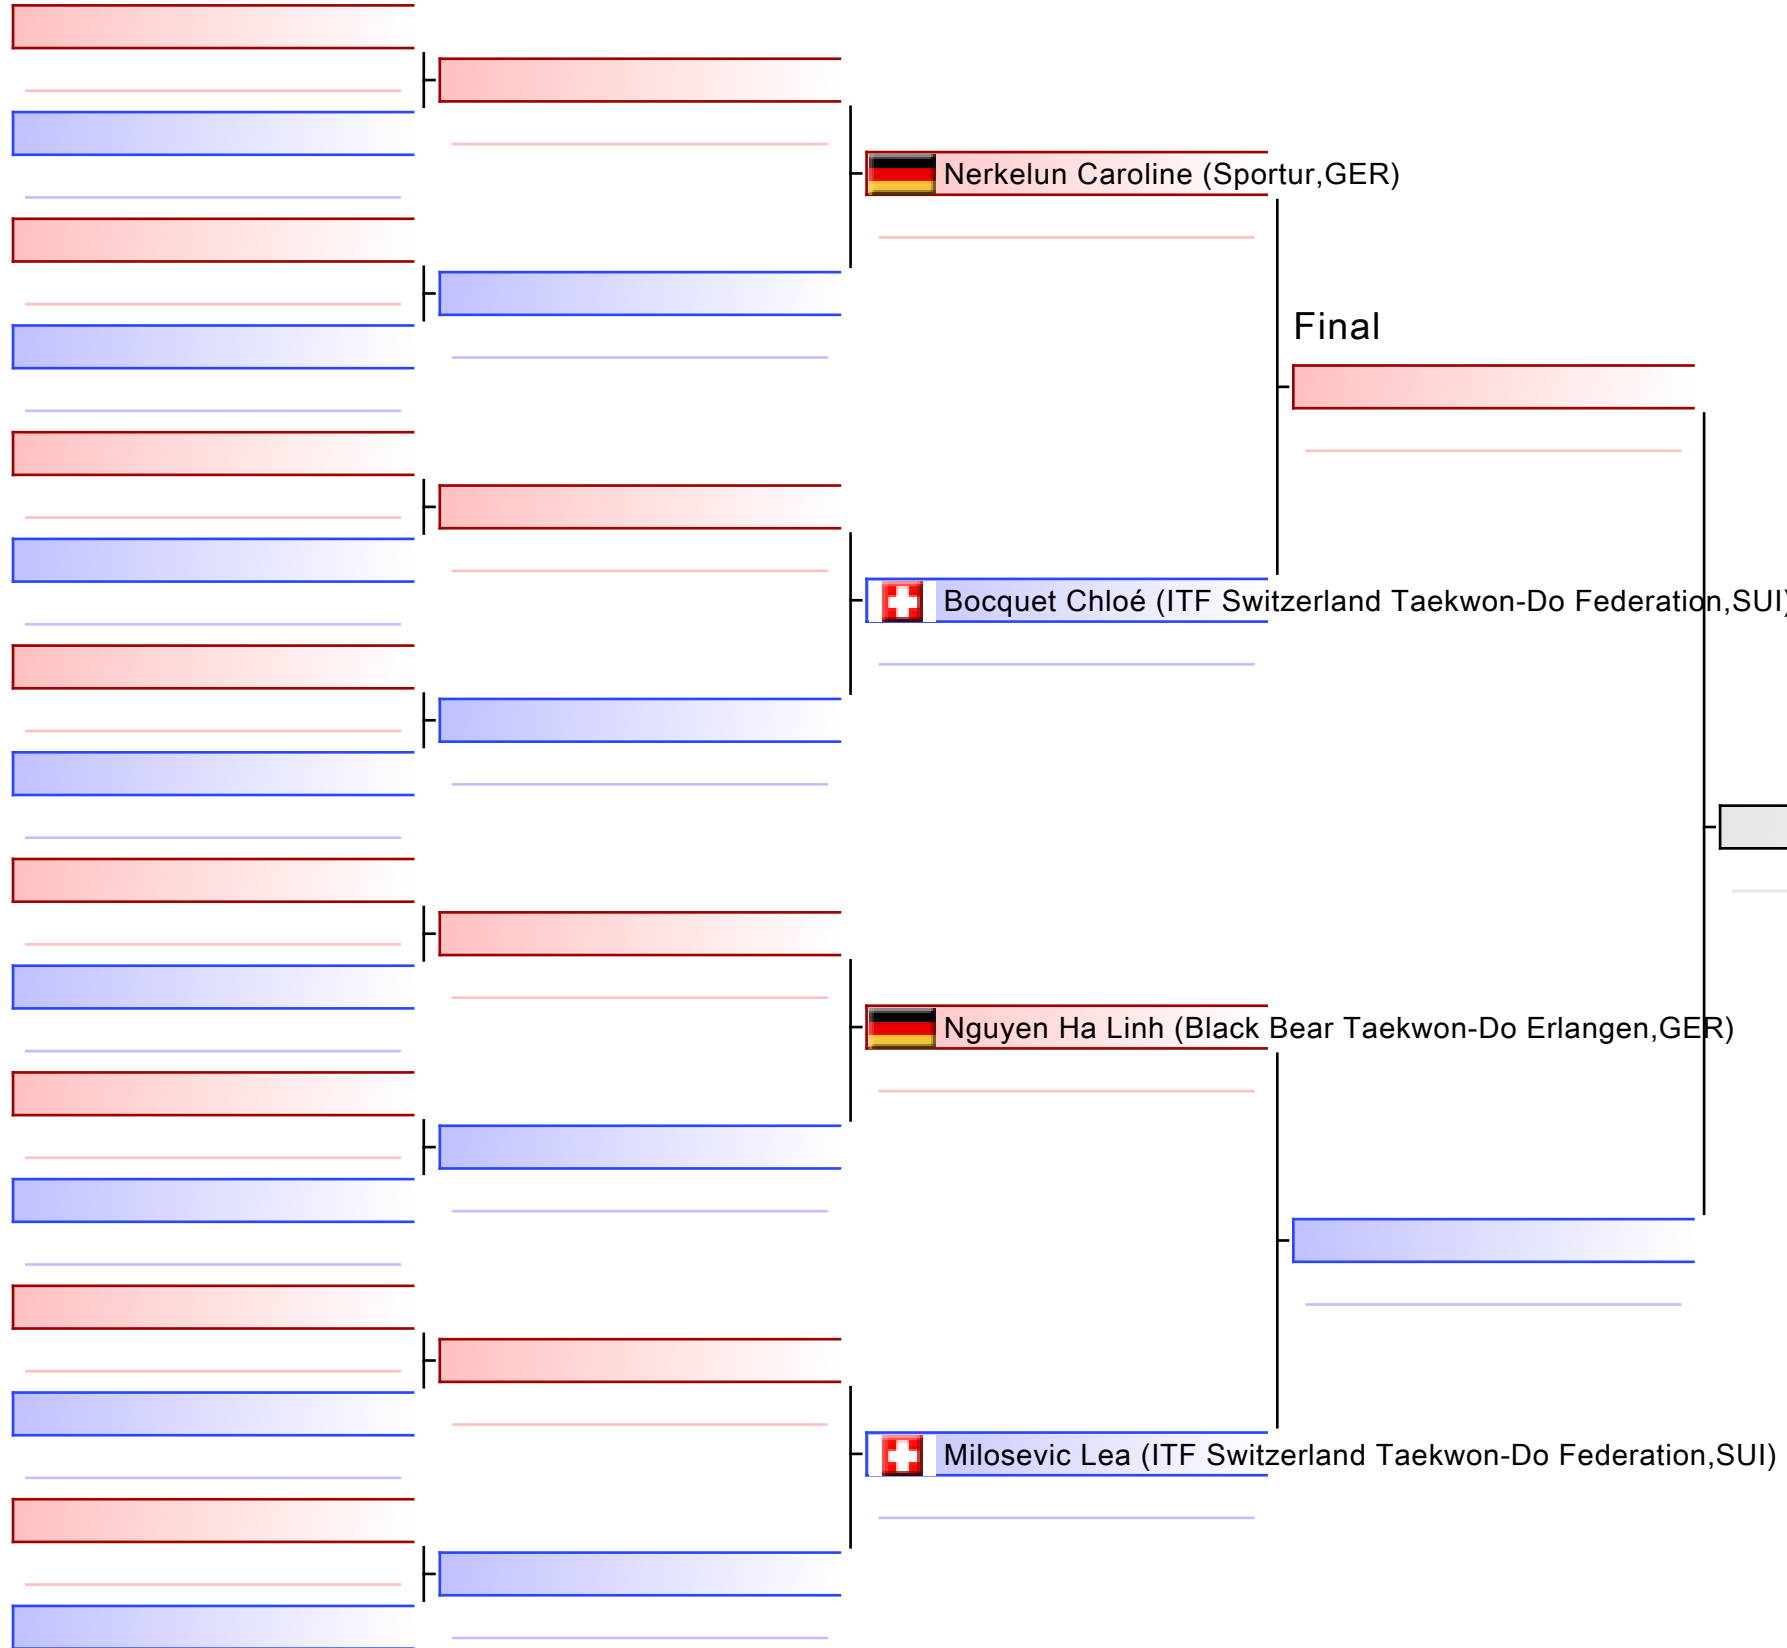 Nerkelun Caroline (Sportur,GER)
Final
Bocquet Chloé (ITF Switzerland Taekwon-Do Federation,SUI)
Nguyen Ha Linh (Black Bear Taekwon-Do Erlangen,GER)
Milosevic Lea (ITF Switzerland Taekwon-Do Federation,SUI)